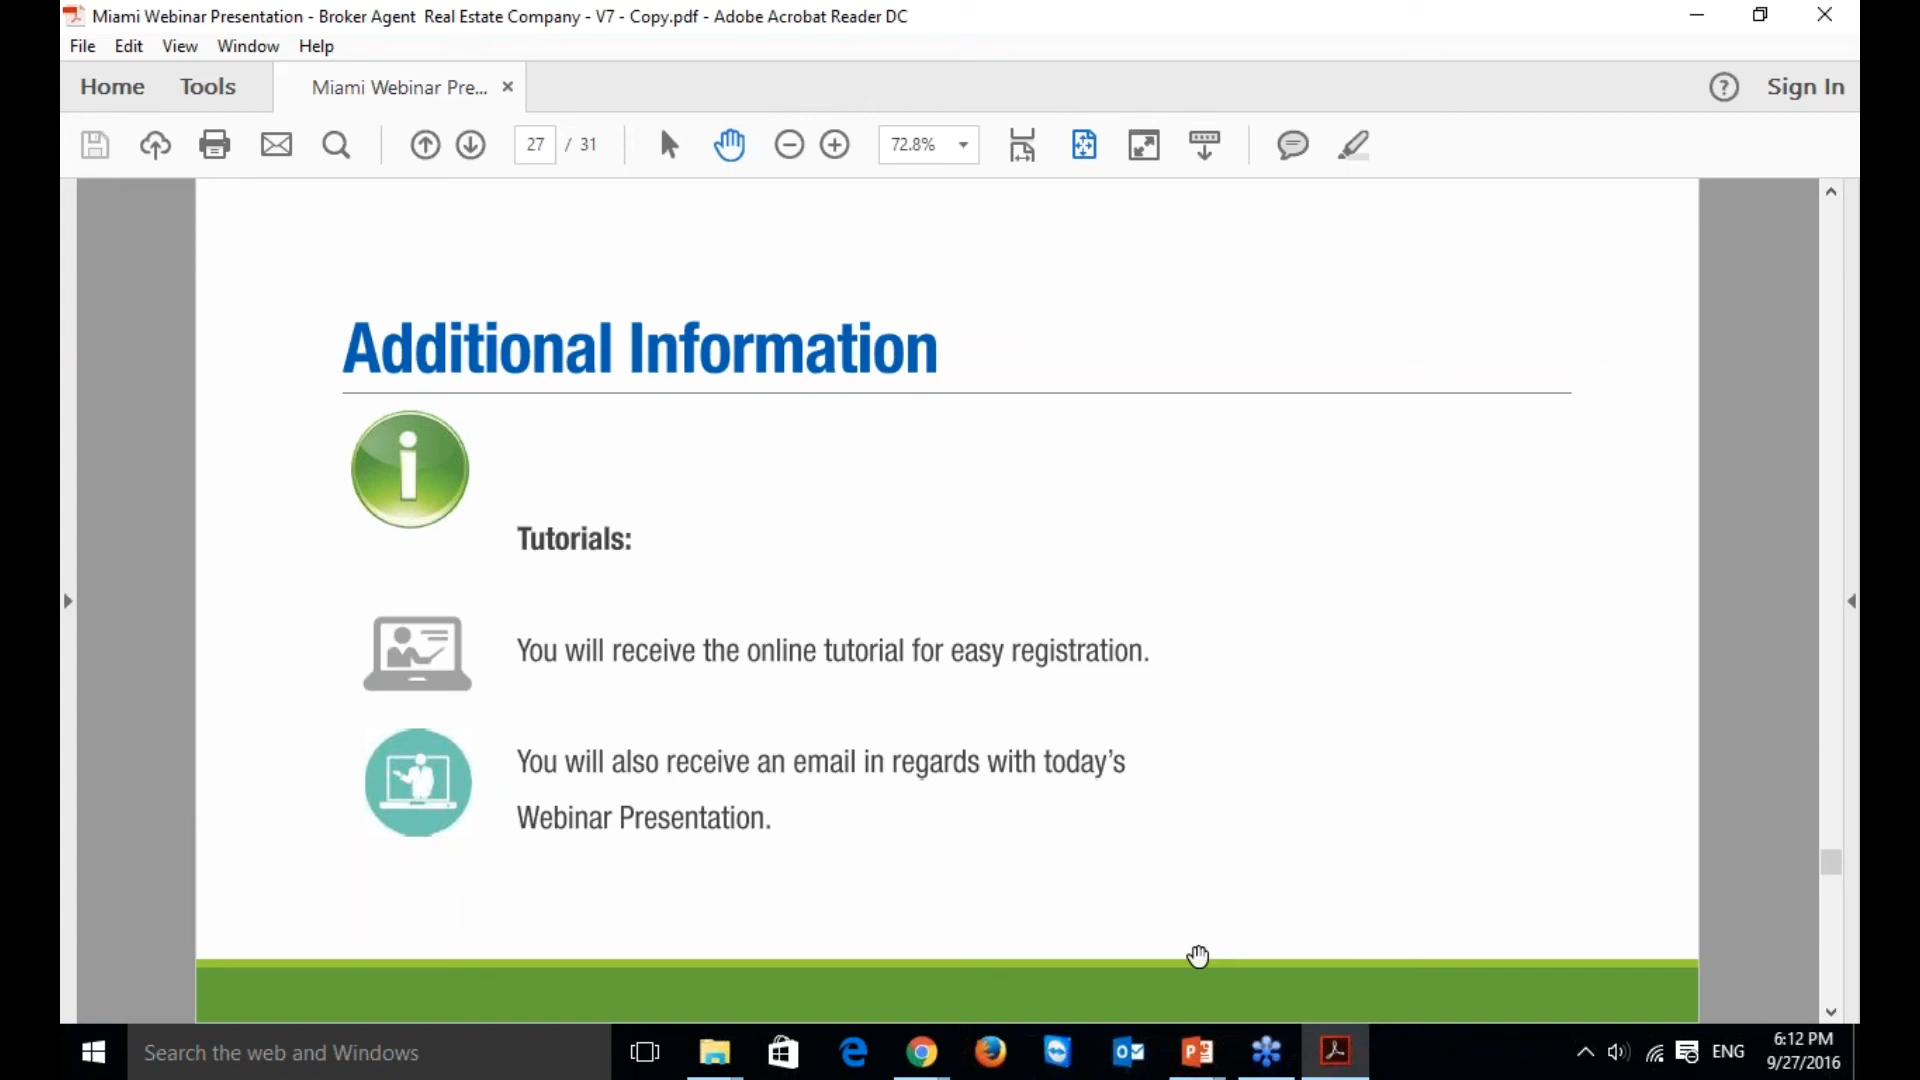 Miami Webinar Presentation - Broker Agent  Real Estate Company - V7 - Copy.pdf - Adobe Acrobat Reader DC
File Edit View Window Help
Home Tools Miami Webinar Pre... × ? Sign In
27 / 31 72.8%
Additional Information
i
Tutorials:
You will receive the online tutorial for easy registration.
You will also receive an email in regards with today's
Webinar Presentation.
Search the web and Windows
ENG
6:12 PM
9/27/2016